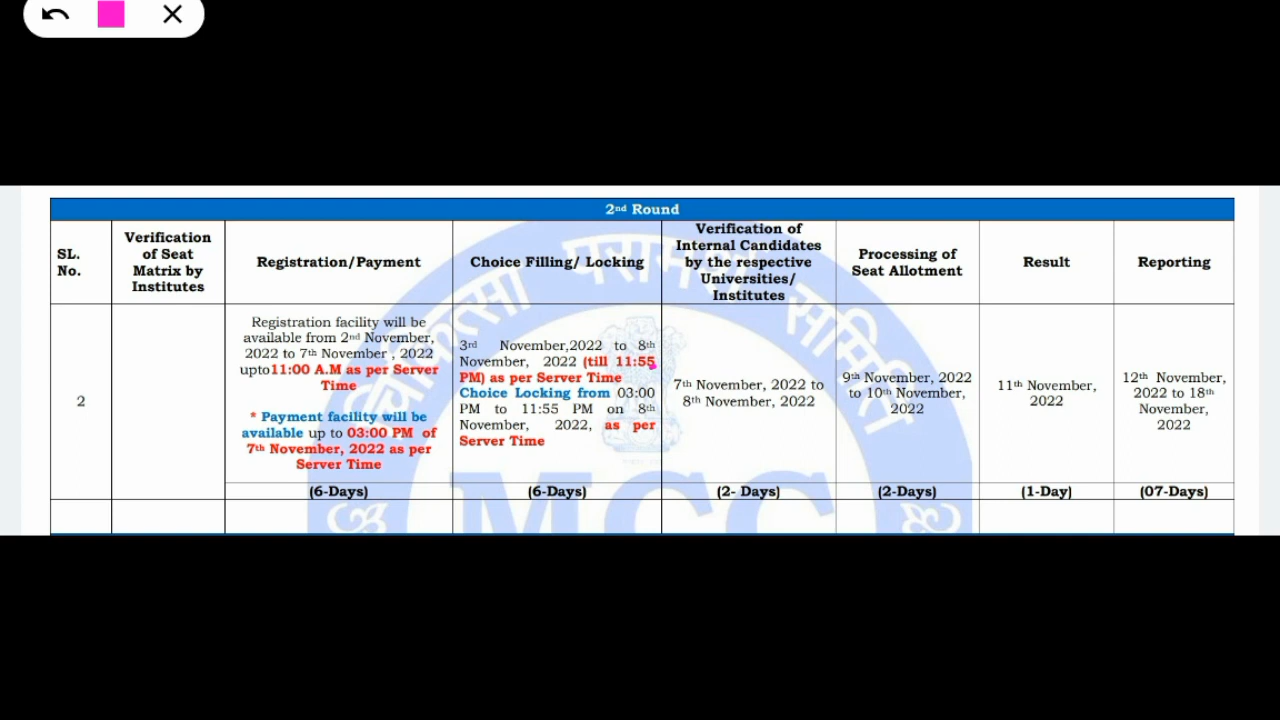 2nd Round
SL.
No.
Verification
of Seat
Matrix by
Institutes
Registration/Payment
Choice Filling/ Locking
Verification of
Internal Candidates
by the respective
Universities/
Institutes
Processing of
Seat Allotment
Result
Reporting
2
Registration facility will be
available from 2nd November,
2022 to 7th November , 2022
upto11:00 A.M as per Server
Time
* Payment facility will be
available up to 03:00 PM of
7th November, 2022 as per
Server Time
3rd November,2022 to 8th
November, 2022 (till 11:55
PM) as per Server Time
Choice Locking from 03:00
PM to 11:55 PM on 8th
November, 2022, as per
Server Time
7th November, 2022 to
8th November, 2022
9th November, 2022
to 10th November,
2022
11th November,
2022
12th November,
2022 to 18th
November,
2022
(6-Days)
(6-Days)
(2- Days)
(2-Days)
(1-Day)
(07-Days)
चिकित्सा परामर्श समिति
MCC